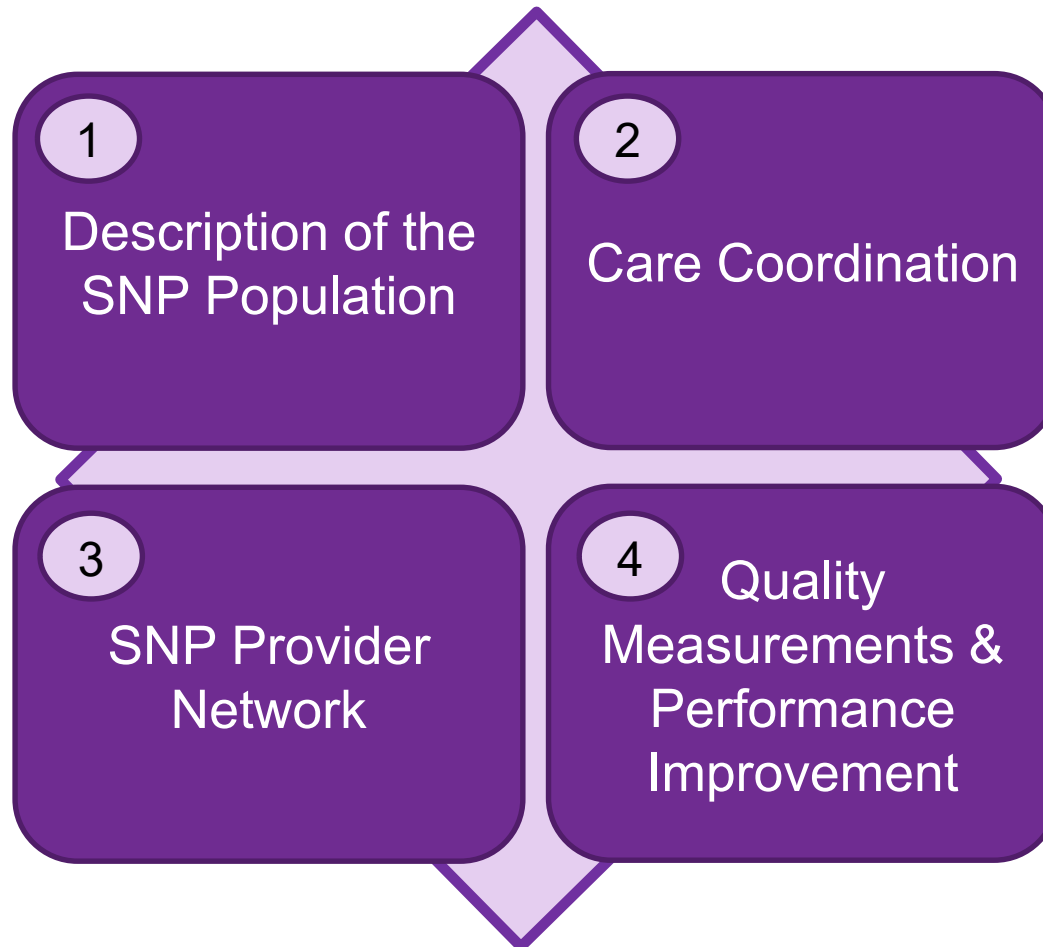 1
Description of the
SNP Population
2
Care Coordination
3
SNP Provider
Network
4
Quality
Measurements &
Performance
Improvement